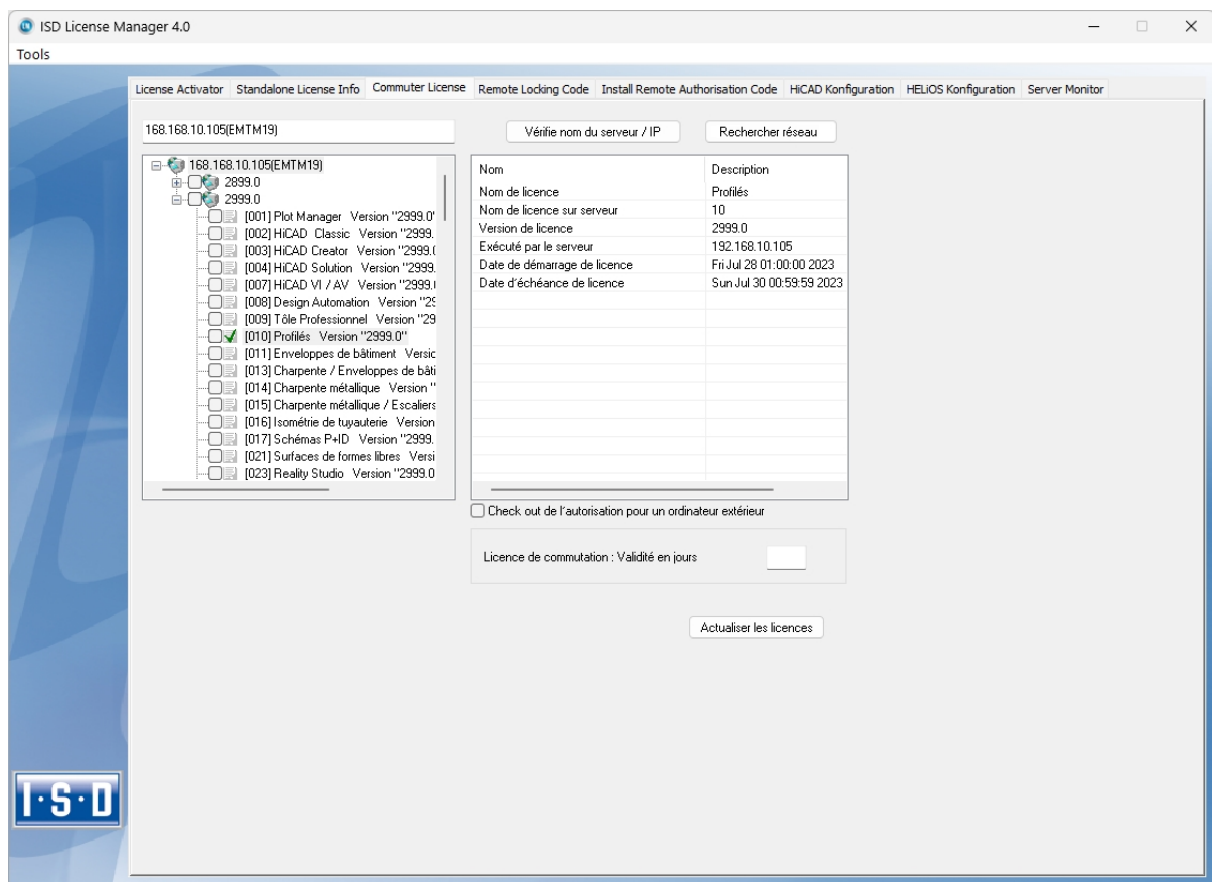 ISD License Manager 4.0
Tools
License Activator Standalone License Info Commuter License Remote Locking Code Install Remote Authorisation Code HiCAD Konfiguration HELiOS Konfiguration Server Monitor
168.168.10.105(EMTM19) Vérifie nom du serveur / IP Rechercher réseau
168.168.10.105(EMTM19)
2899.0
2999.0
[001] Plot Manager Version "2999.0"
[002] HiCAD Classic Version "2999.
[003] HiCAD Creator Version "2999.0
[004] HiCAD Solution Version "2999.
[007] HiCAD VI / AV Version "2999.
[008] Design Automation Version "29
[009] Tôle Professionnel Version "29
[010] Profilés Version "2999.0"
[011] Enveloppes de bâtiment Versio
[013] Charpente / Enveloppes de bâti
[014] Charpente métallique Version "
[015] Charpente métallique / Escaliers
[016] Isométrie de tuyauterie Version
[017] Schémas P+ID Version "2999.
[021] Surfaces de formes libres Versi
[023] Reality Studio Version "2999.0
Nom Description
Nom de licence Profilés
Nom de licence sur serveur 10
Version de licence 2999.0
Exécuté par le serveur 192.168.10.105
Date de démarrage de licence Fri Jul 28 01:00:00 2023
Date d'échéance de licence Sun Jul 30 00:59:59 2023
Check out de l'autorisation pour un ordinateur extérieur
Licence de commutation : Validité en jours
Actualiser les licences
I·S·D